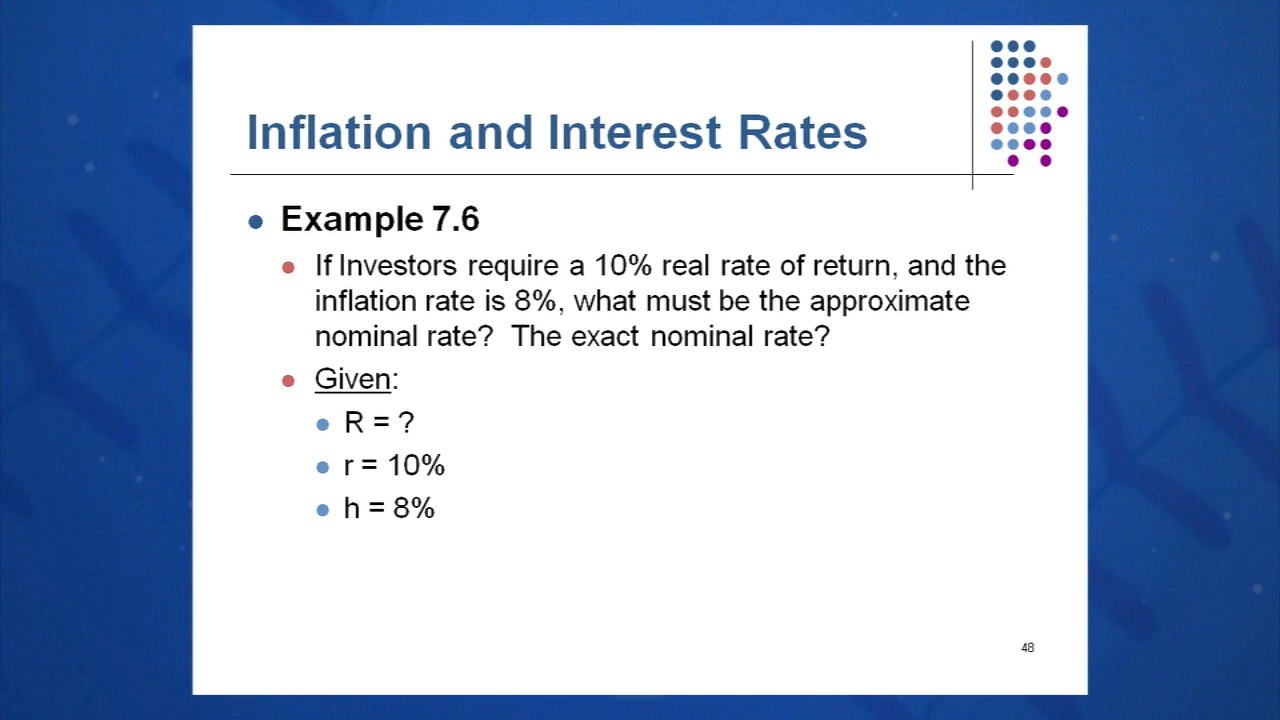 Inflation and Interest Rates
Example 7.6
If Investors require a 10% real rate of return, and the
inflation rate is 8%, what must be the approximate
nominal rate? The exact nominal rate?
Given:
R = ?
r = 10%
h = 8%
48